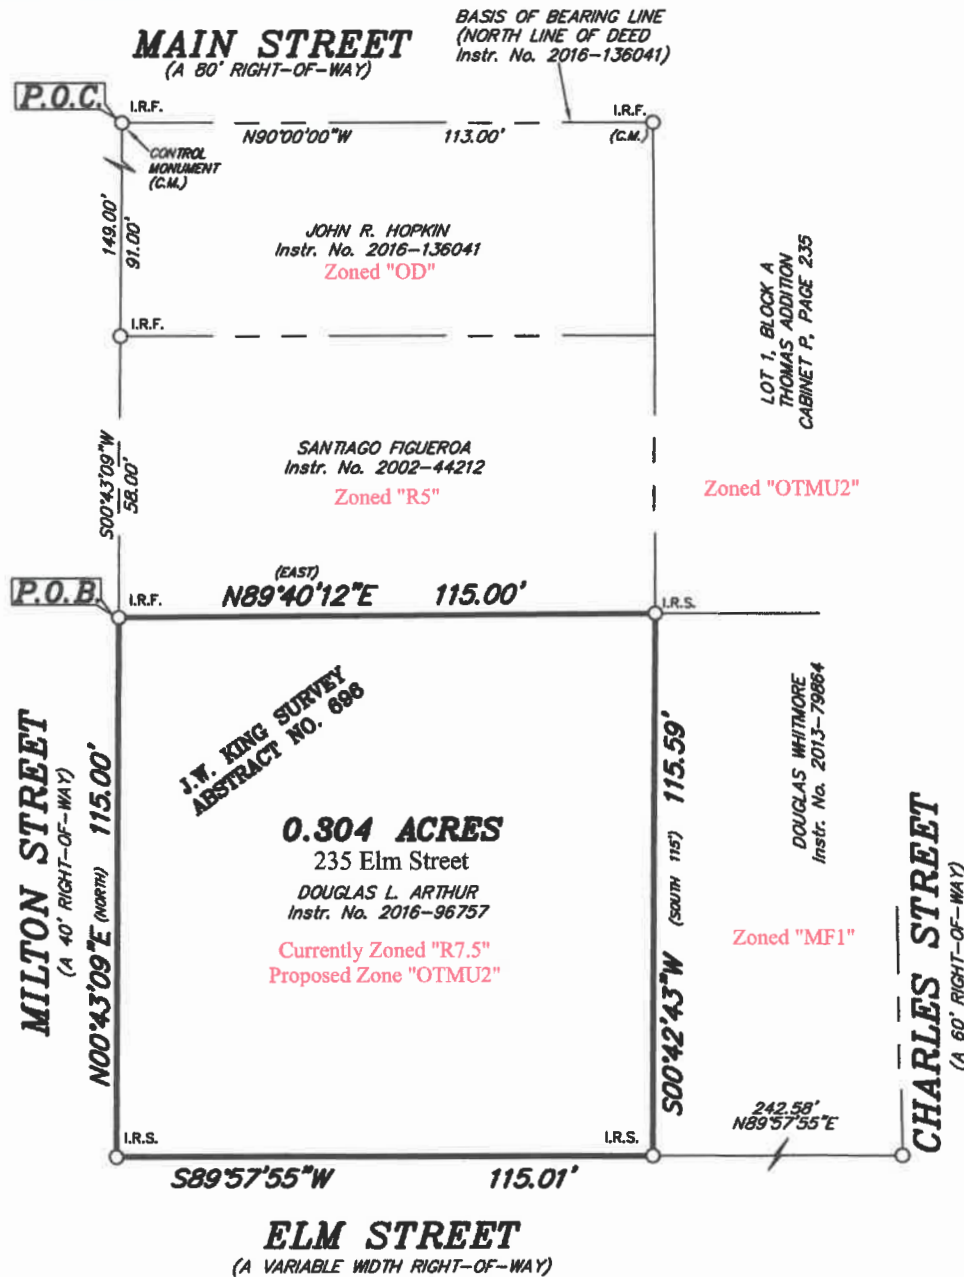 BASIS OF BEARING LINE
(NORTH LINE OF DEED
Instr. No. 2016-136041)
MAIN STREET
(A 80' RIGHT-OF-WAY)
P.O.C.
I.R.F.
I.R.F.
(C.M.)
N90°00'00"W 113.00'
CONTROL
MONUMENT
(C.M.)
149.00'
91.00'
JOHN R. HOPKIN
Instr. No. 2016-136041
Zoned "OD"
LOT 1, BLOCK A
THOMAS ADDITION
CABINET P, PAGE 235
I.R.F.
S00°43'09"W
58.00'
SANTIAGO FIGUEROA
Instr. No. 2002-44212
Zoned "R5"
Zoned "OTMU2"
P.O.B.
I.R.F.
(EAST)
N89°40'12"E 115.00'
I.R.S.
J.W. KING SURVEY
ABSTRACT NO. 696
MILTON STREET
(A 40' RIGHT-OF-WAY)
N00°43'09"E (NORTH) 115.00'
0.304 ACRES
235 Elm Street
DOUGLAS L. ARTHUR
Instr. No. 2016-96757
Currently Zoned "R7.5"
Proposed Zone "OTMU2"
S00°42'43"W (SOUTH 115') 115.59'
DOUGLAS WHITMORE
Instr. No. 2013-79864
Zoned "MF1"
CHARLES STREET
(A 60' RIGHT-OF-WAY)
242.58'
N89°57'55"E
I.R.S.
I.R.S.
S89°57'55"W 115.01'
ELM STREET
(A VARIABLE WIDTH RIGHT-OF-WAY)